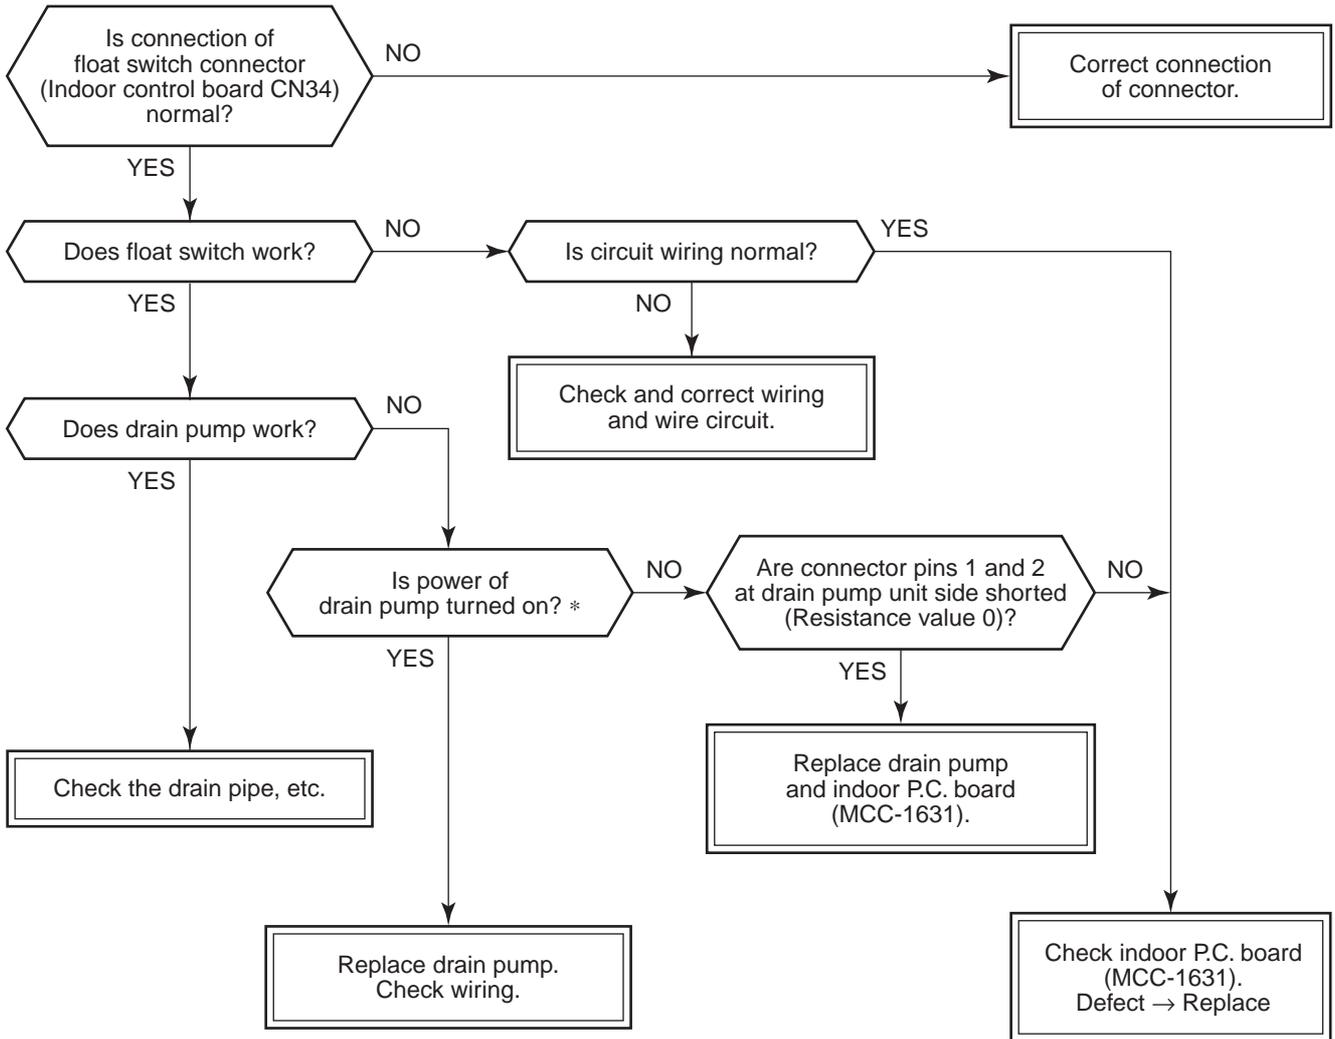 Is connection of
float switch connector
(Indoor control board CN34)
normal?
NO
Correct connection
of connector.
YES
Does float switch work?
NO
Is circuit wiring normal?
YES
YES
NO
Check and correct wiring
and wire circuit.
Does drain pump work?
NO
YES
Is power of
drain pump turned on? *
NO
Are connector pins 1 and 2
at drain pump unit side shorted
(Resistance value 0)?
NO
YES
YES
Check the drain pipe, etc.
Replace drain pump
and indoor P.C. board
(MCC-1631).
Replace drain pump.
Check wiring.
Check indoor P.C. board
(MCC-1631).
Defect → Replace